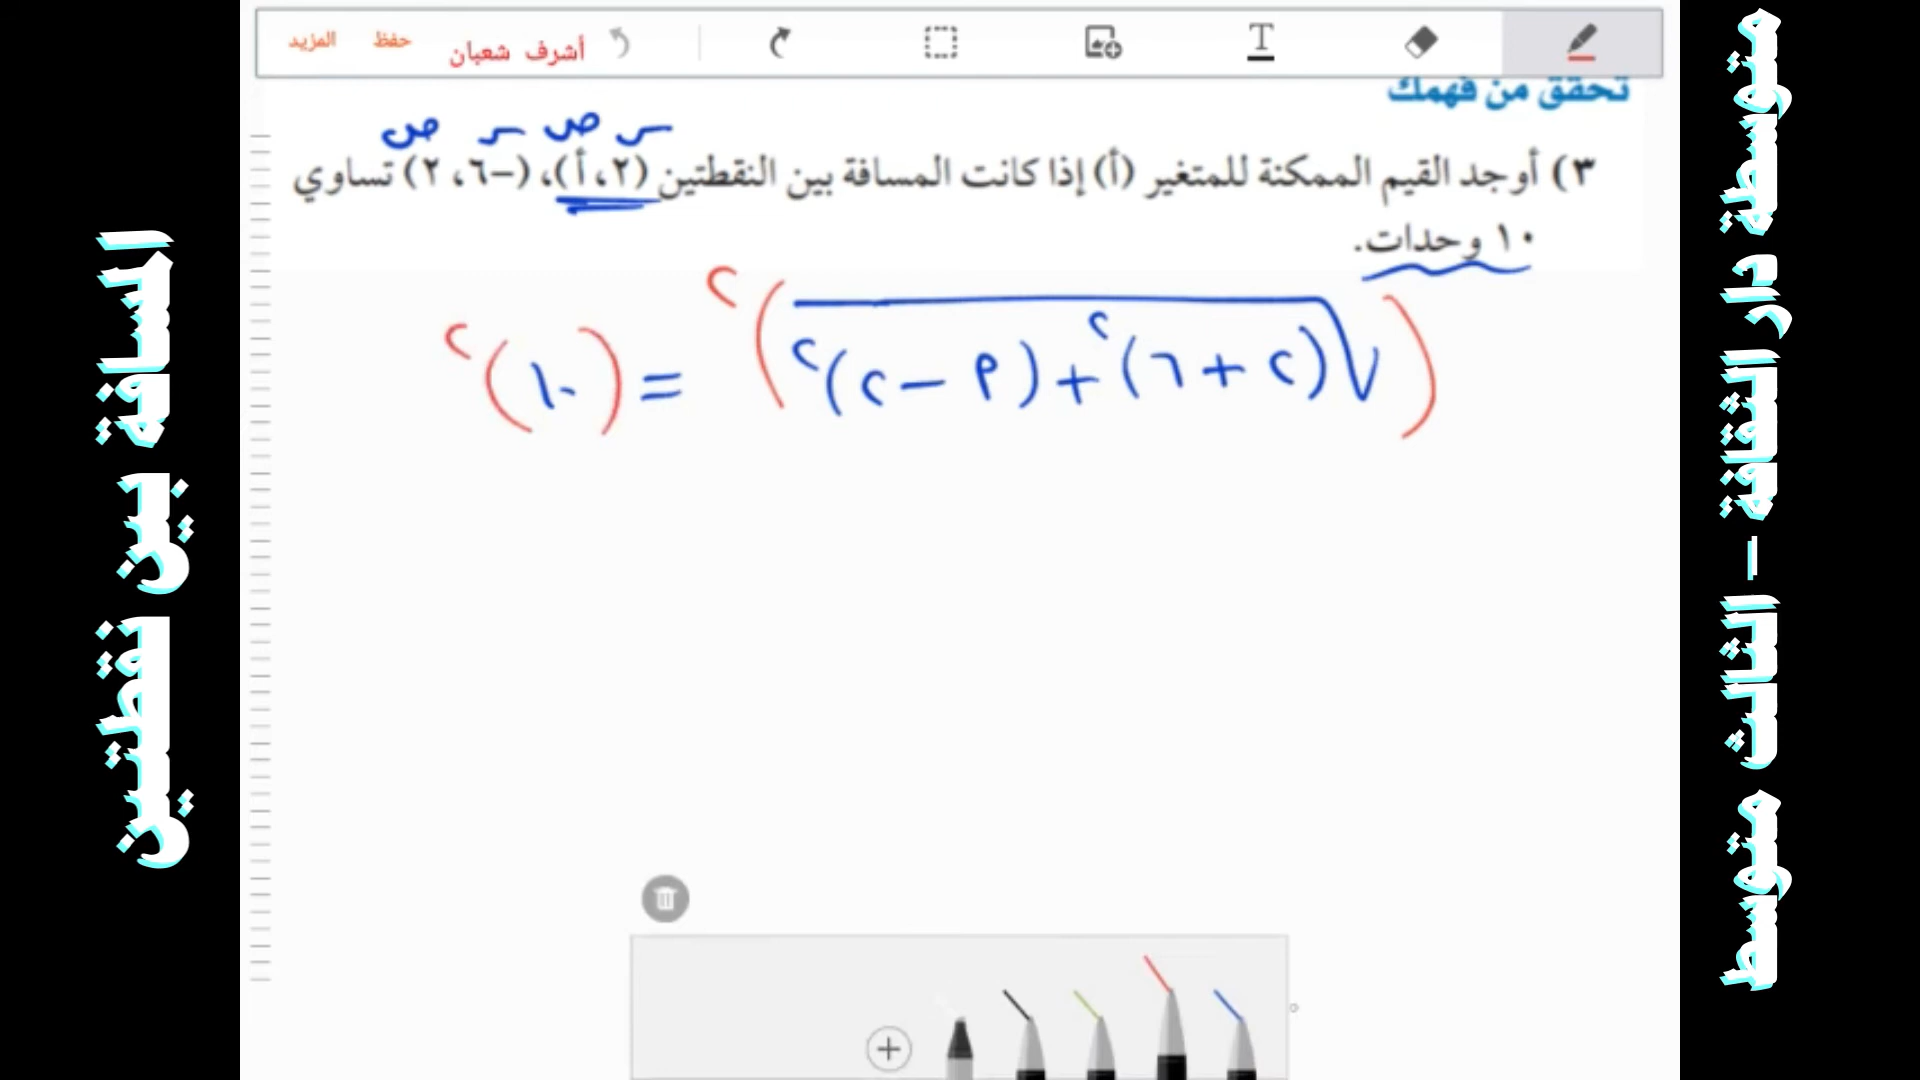 أشرف شعبان حفظ المزيد
تحقق من فهمك
س ص س ص
٣) أوجد القيم الممكنة للمتغير (أ) إذا كانت المسافة بين النقطتين (٢، أ)، (−٦، ٢) تساوي
١٠ وحدات.
(√(٢ + ٦)² + (أ − ٢)²)² = (١٠)²
المسافة بين نقطتين
متوسطة دار الثقافة – الثالث متوسط